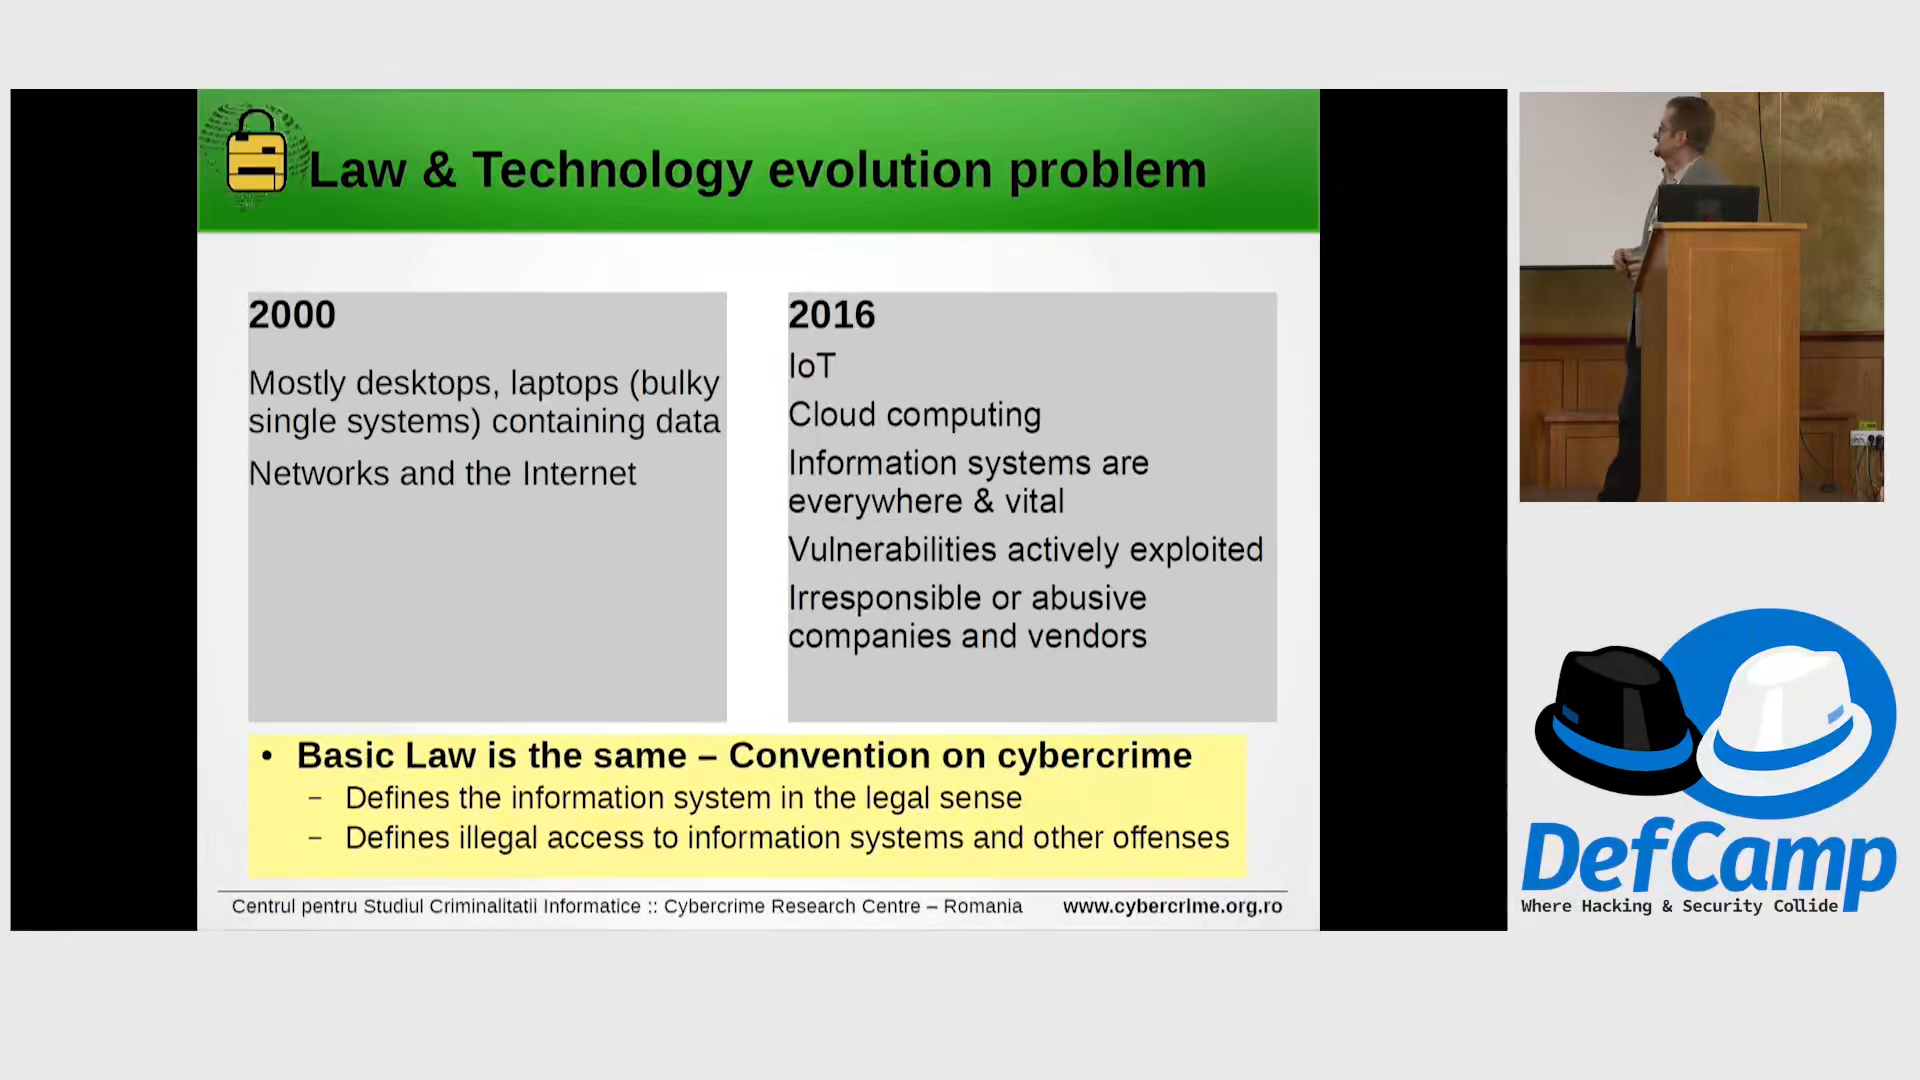 Law & Technology evolution problem
2000
Mostly desktops, laptops (bulky
single systems) containing data
Networks and the Internet
2016
IoT
Cloud computing
Information systems are
everywhere & vital
Vulnerabilities actively exploited
Irresponsible or abusive
companies and vendors
• Basic Law is the same – Convention on cybercrime
– Defines the information system in the legal sense
– Defines illegal access to information systems and other offenses
Centrul pentru Studiul Criminalitatii Informatice :: Cybercrime Research Centre – Romania www.cybercrime.org.ro
DefCamp
Where Hacking & Security Collide